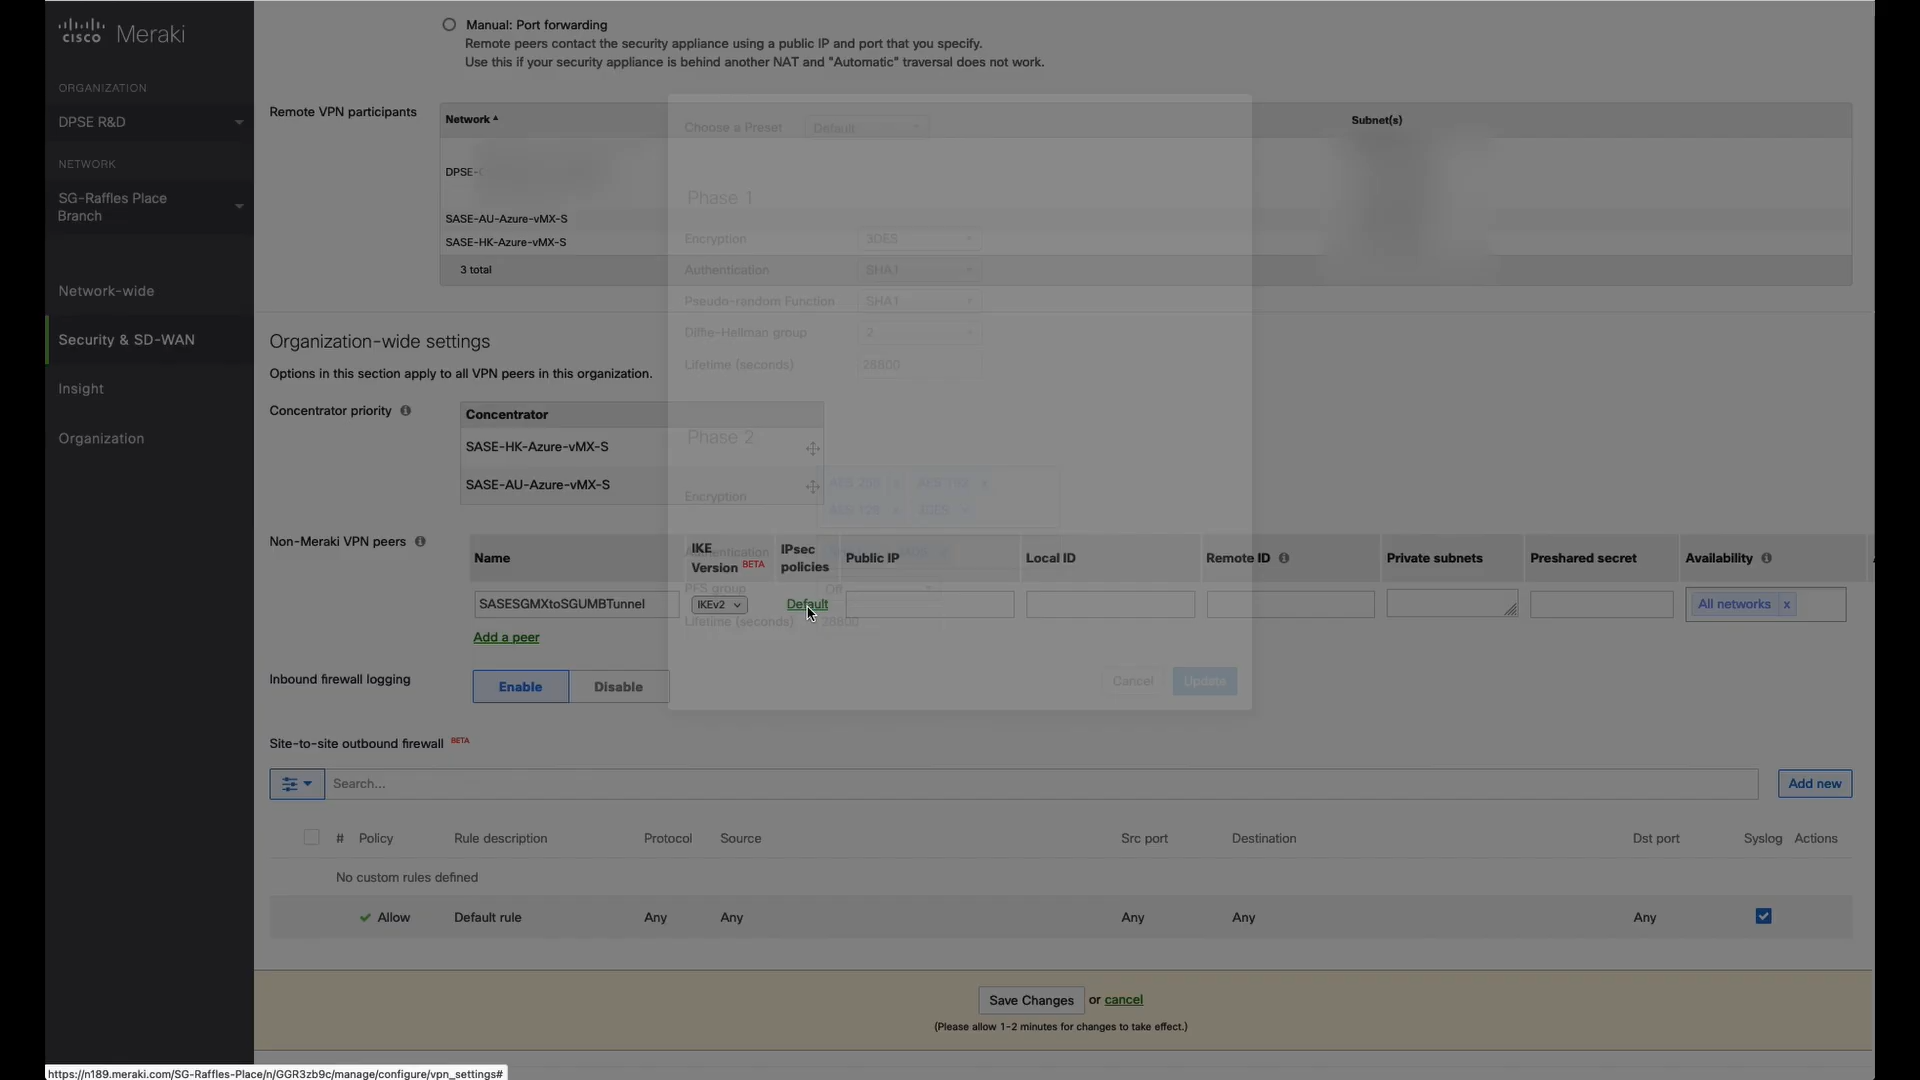 cisco Meraki
ORGANIZATION
DPSE R&D
NETWORK
SG-Raffles Place
Branch
Network-wide
Security & SD-WAN
Insight
Organization
Manual: Port forwarding
Remote peers contact the security appliance using a public IP and port that you specify.
Use this if your security appliance is behind another NAT and "Automatic" traversal does not work.
Remote VPN participants
Network
Subnet(s)
DPSE-
SASE-AU-Azure-vMX-S
SASE-HK-Azure-vMX-S
3 total
Choose a Preset Default
Phase 1
Encryption 3DES
Authentication SHA1
Pseudo-random Function SHA1
Diffie-Hellman group 2
Lifetime (seconds) 28800
Phase 2
Encryption AES 256 x AES 192 x
AES 128 x 3DES
Authentication
PFS group Off
Lifetime (seconds) 28800
Cancel Update
Organization-wide settings
Options in this section apply to all VPN peers in this organization.
Concentrator priority
Concentrator
SASE-HK-Azure-vMX-S
SASE-AU-Azure-vMX-S
Non-Meraki VPN peers
Name
IKE
Version BETA
IPsec
policies
Public IP
Local ID
Remote ID
Private subnets
Preshared secret
Availability
SASESGMXtoSGUMBTunnel IKEv2 Default All networks x
Add a peer
Inbound firewall logging Enable Disable
Site-to-site outbound firewall BETA
Search... Add new
# Policy Rule description Protocol Source Src port Destination Dst port Syslog Actions
No custom rules defined
Allow Default rule Any Any Any Any Any
Save Changes or cancel
(Please allow 1-2 minutes for changes to take effect.)
https://n189.meraki.com/SG-Raffles-Place/n/GGR3zb9c/manage/configure/vpn_settings#